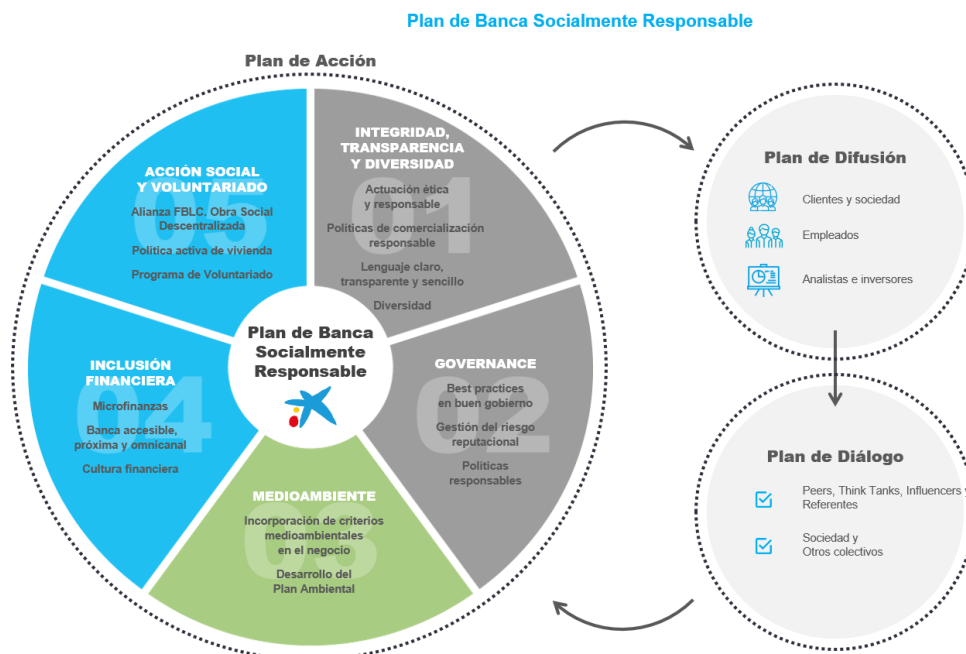 Plan de Banca Socialmente Responsable
Plan de Acción
01
INTEGRIDAD,
TRANSPARENCIA
Y DIVERSIDAD
Actuación ética
y responsable
Políticas de comercialización
responsable
Lenguaje claro,
transparente y sencillo
Diversidad
02
GOVERNANCE
Best practices
en buen gobierno
Gestión del riesgo
reputacional
Políticas
responsables
03
MEDIOAMBIENTE
Incorporación de criterios
medioambientales
en el negocio
Desarrollo del
Plan Ambiental
04
INCLUSIÓN
FINANCIERA
Microfinanzas
Banca accesible,
próxima y omnicanal
Cultura financiera
05
ACCIÓN SOCIAL
Y VOLUNTARIADO
Alianza FBLC. Obra Social
Descentralizada
Política activa de vivienda
Programa de Voluntariado
Plan de Banca
Socialmente
Responsable
Plan de Difusión
Clientes y sociedad
Empleados
Analistas e inversores
Plan de Diálogo
Peers, Think Tanks, Influencers y
Referentes
Sociedad y
Otros colectivos